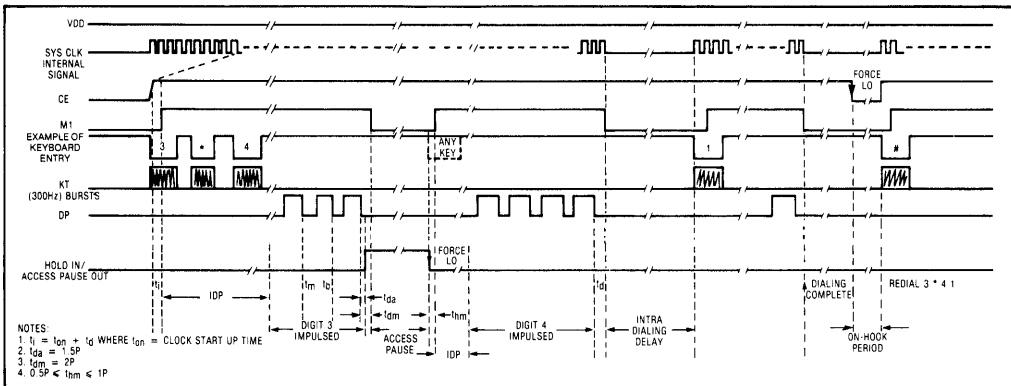 VDD
SYS CLK
INTERNAL
SIGNAL
FORCE
LO
CE
M1
ANY
KEY
EXAMPLE OF
KEYBOARD
ENTRY
3
*
4
1
#
KT
(300Hz) BURSTS
DP
FORCE
LO
HOLD IN/
ACCESS PAUSE OUT
ti
IDP
tm
tb
tda
tdm
thm
td
DIALING
COMPLETE
REDIAL 3 * 4 1
DIGIT 3
IMPULSED
ACCESS
PAUSE
IDP
DIGIT 4
IMPULSED
INTRA
DIALING
DELAY
ON-HOOK
PERIOD
NOTES:
1. ti = ton + td WHERE ton = CLOCK START UP TIME
2. tda = 1.5P
3. tdm = 2P
4. 0.5P ≤ thm ≤ 1P